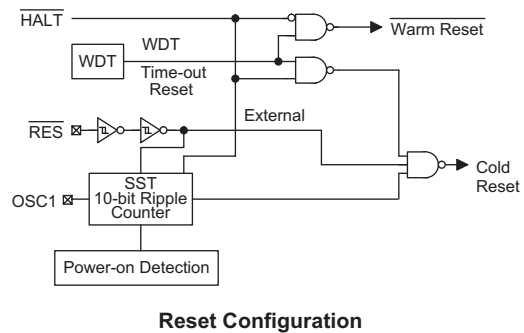 HALT
WDT
WDT
Time-out
Reset
Warm Reset
RES
External
Cold
Reset
OSC1
SST
10-bit Ripple
Counter
Power-on Detection
Reset Configuration